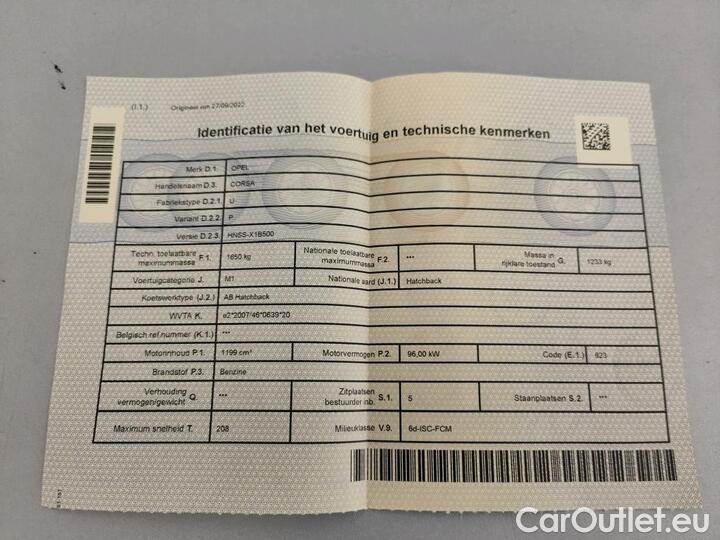 (I.1.) Origineel van 27/09/2022
Identificatie van het voertuig en technische kenmerken
Merk D.1. OPEL
Handelsnaam D.3. CORSA
Fabriekstype D.2.1. U
Variant D.2.2. P
Versie D.2.3. HNSS-X1B500
Techn. toelaatbare maximummassa F.1. 1650 kg Nationale toelaatbare maximummassa F.2. *** Massa in rijklare toestand G. 1233 kg
Voertuigcategorie J. M1 Nationale aard (J.1.) Hatchback
Koetswerktype (J.2.) AB Hatchback
WVTA K. e2*2007/46*0639*20
Belgisch ref.nummer (K.1.) ***
Motorinhoud P.1. 1199 cm³ Motorvermogen P.2. 96,00 kW Code (E.1.) 623
Brandstof P.3. Benzine
Verhouding vermogen/gewicht Q. *** Zitplaatsen bestuurder inb. S.1. 5 Staanplaatsen S.2. ***
Maximum snelheid T. 208 Milieuklasse V.9. 6d-ISC-FCM
CarOutlet.eu